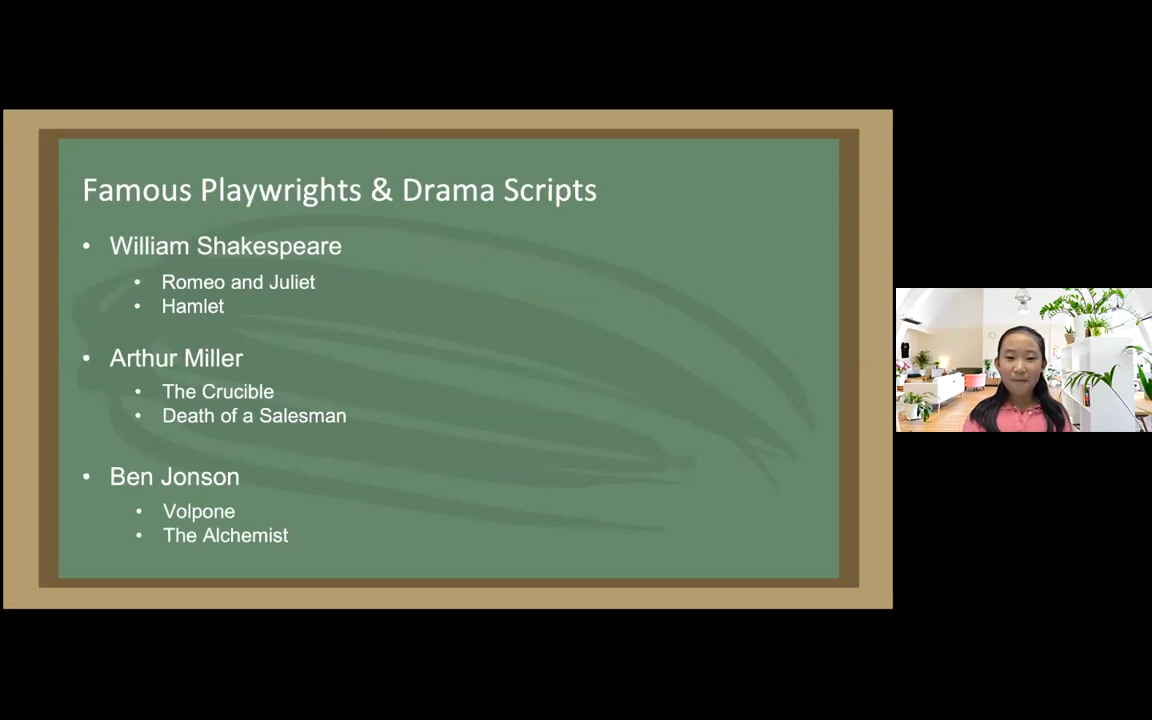 Famous Playwrights & Drama Scripts
• William Shakespeare
• Romeo and Juliet
• Hamlet
• Arthur Miller
• The Crucible
• Death of a Salesman
• Ben Jonson
• Volpone
• The Alchemist